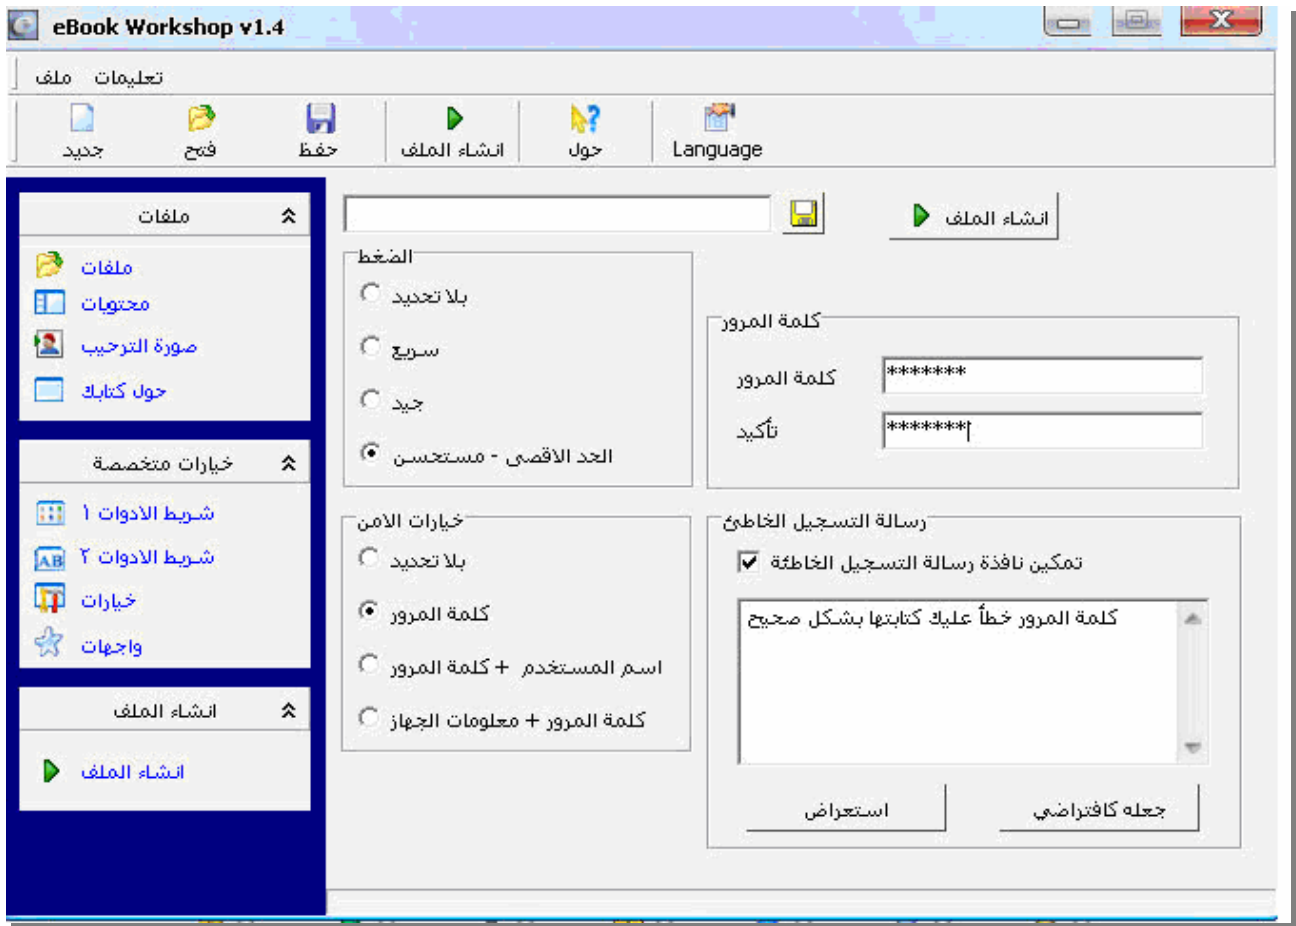 eBook Workshop v1.4
ملف تعليمات
جديد
فتح
حفظ
انشاء الملف
حول
Language
ملفات
ملفات
محتويات
صورة الترحيب
حول كتابك
خيارات متخصصة
شريط الادوات ١
شريط الادوات ٢
خيارات
واجهات
انشاء الملف
انشاء الملف
انشاء الملف
الضغط
بلا تحديد
سريع
جيد
الحد الاقصى - مستحسن
كلمة المرور
كلمة المرور
*******
تأكيد
*******
خيارات الامن
بلا تحديد
كلمة المرور
اسم المستخدم + كلمة المرور
كلمة المرور + معلومات الجهاز
رسالة التسجيل الخاطئ
تمكين نافذة رسالة التسجيل الخاطئة
كلمة المرور خطأ عليك كتابتها بشكل صحيح
استعراض
جعله كافتراضي